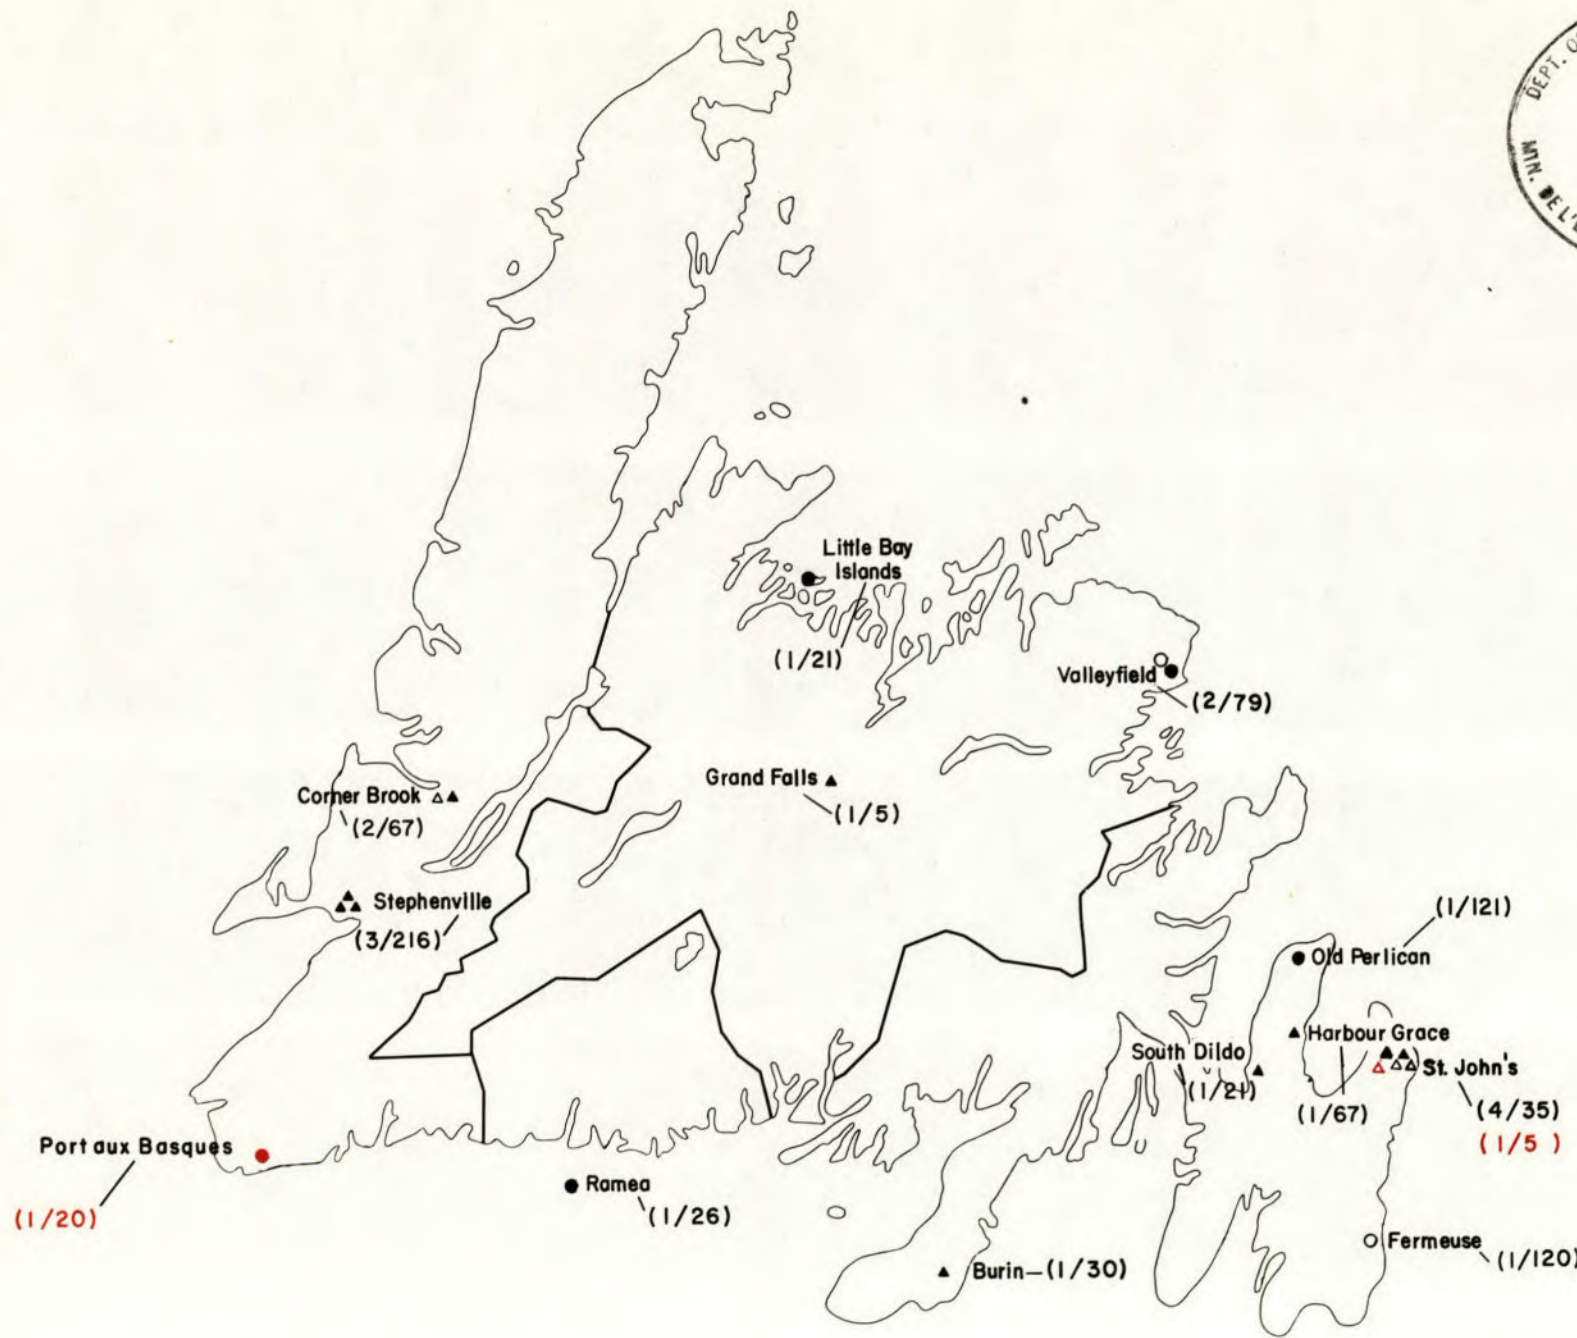 DEPT. O
MIN. DE L'
Little Bay
Islands
(1/21)
Valleyfield
(2/79)
Grand Falls
(1/5)
Corner Brook
(2/67)
Stephenville
(3/216)
(1/121)
Old Perlican
Harbour Grace
South Dildo
(1/21)
(1/67)
St. John's
(4/35)
(1/5 )
Port aux Basques
(1/20)
Ramea
(1/26)
Fermeuse
(1/120)
Burin—(1/30)